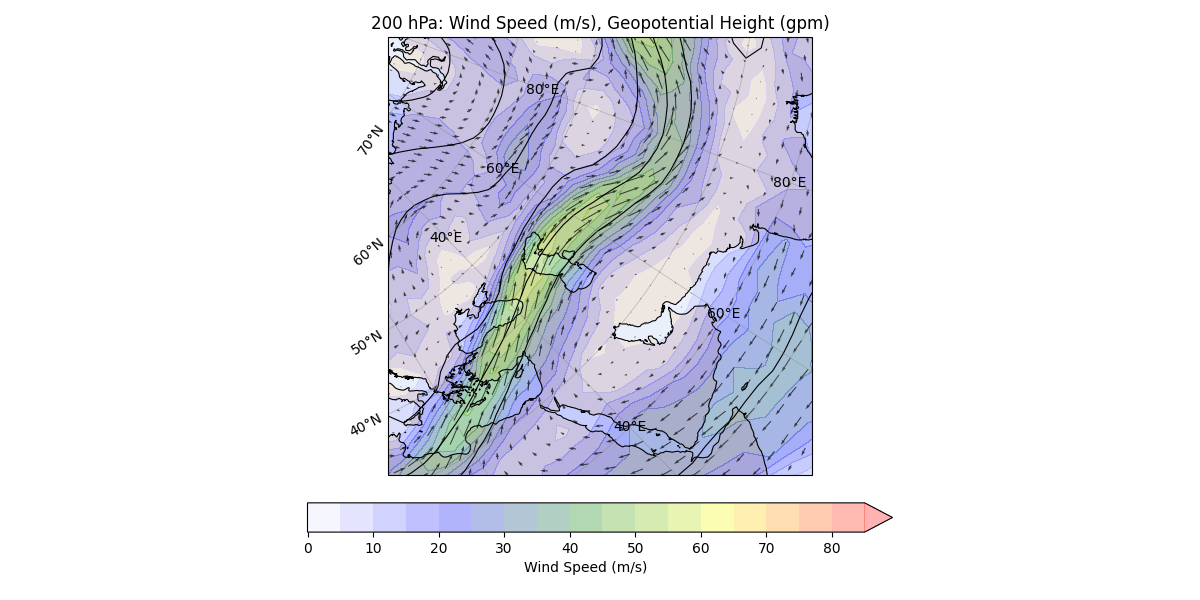 200 hPa: Wind Speed (m/s), Geopotential Height (gpm)
80°E
70°N
60°E
80°E
40°E
60°N
60°E
50°N
40°N
40°E
0 10 20 30 40 50 60 70 80
Wind Speed (m/s)